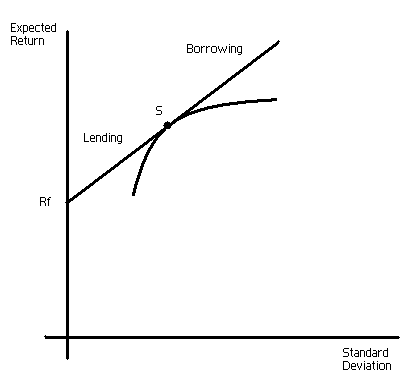 Expected
Return
Borrowing
S
Lending
Rf
Standard
Deviation